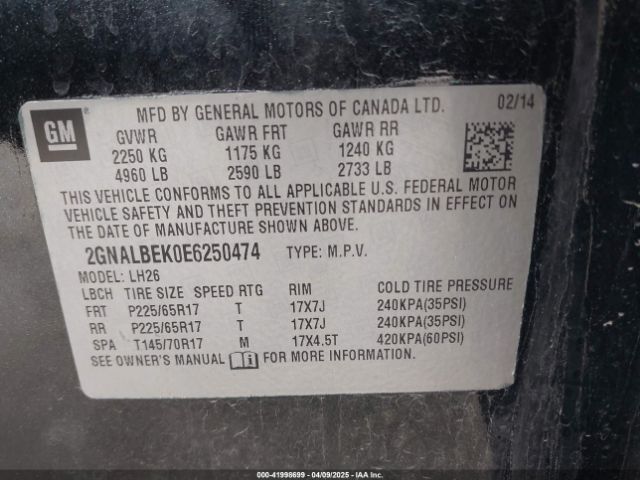 GM
MFD BY GENERAL MOTORS OF CANADA LTD. 02/14
GVWR GAWR FRT GAWR RR
2250 KG 1175 KG 1240 KG
4960 LB 2590 LB 2733 LB
THIS VEHICLE CONFORMS TO ALL APPLICABLE U.S. FEDERAL MOTOR
VEHICLE SAFETY AND THEFT PREVENTION STANDARDS IN EFFECT ON
THE DATE OF MANUFACTURE SHOWN ABOVE.
2GNALBEK0E6250474 TYPE: M.P.V.
MODEL: LH26
LBCH TIRE SIZE SPEED RTG RIM COLD TIRE PRESSURE
FRT P225/65R17 T 17X7J 240KPA(35PSI)
RR P225/65R17 T 17X7J 240KPA(35PSI)
SPA T145/70R17 M 17X4.5T 420KPA(60PSI)
SEE OWNER'S MANUAL FOR MORE INFORMATION.
000-41998699 - 04/09/2025 - IAAI.COM